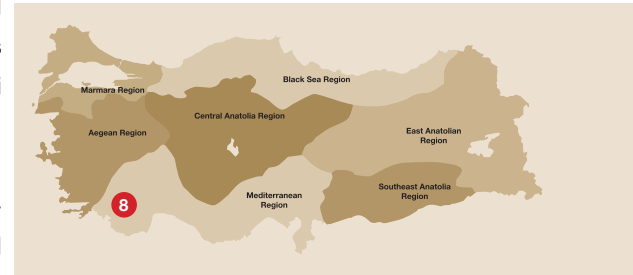 Black Sea Region
Marmara Region
Central Anatolia Region
Aegean Region
East Anatolian
Region
Southeast Anatolia
Region
Mediterranean
Region
8